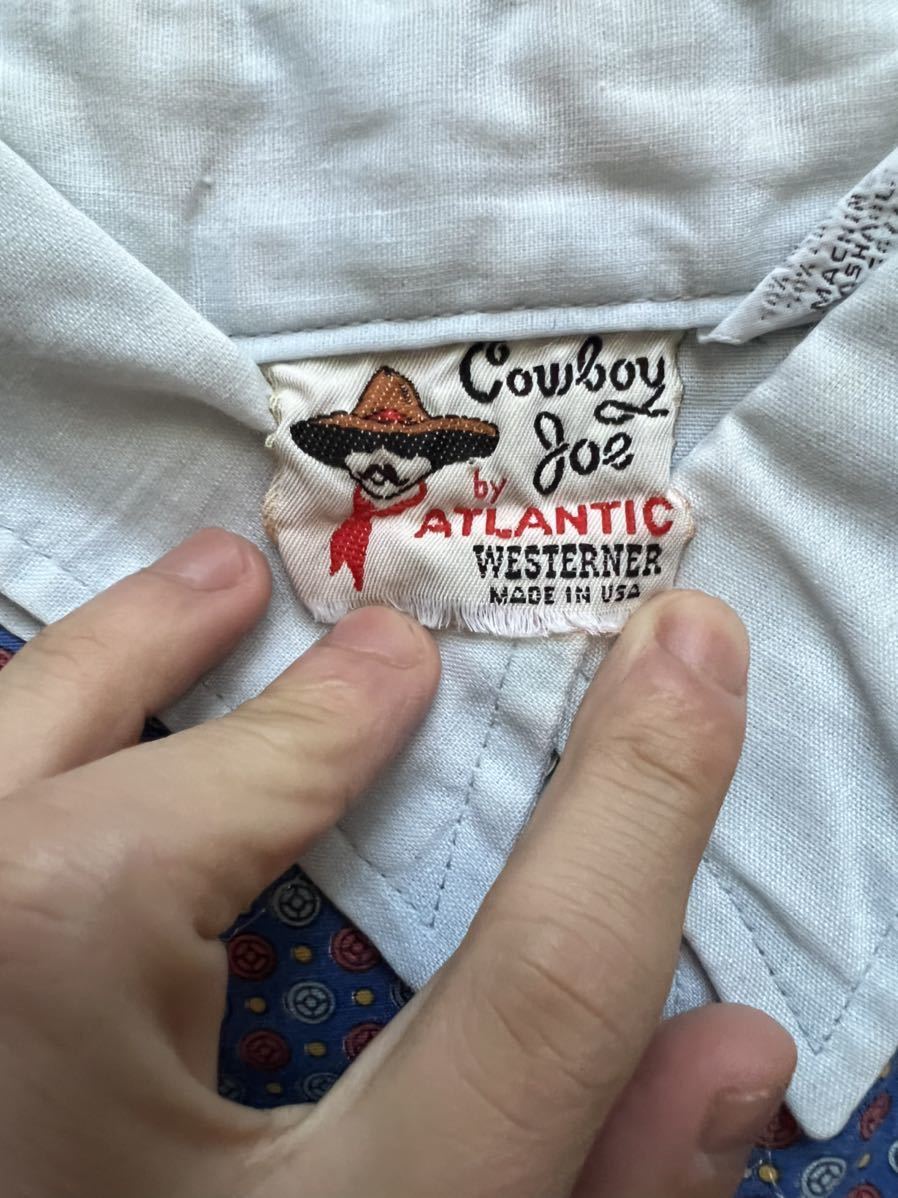 Cowboy
Joe
by
ATLANTIC
WESTERNER
MADE IN USA